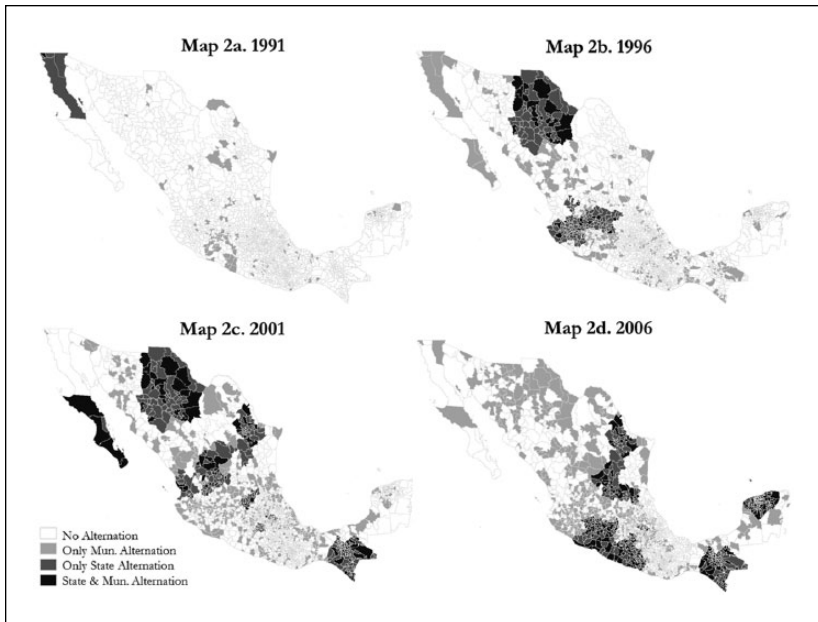 Map 2a. 1991
Map 2b. 1996
Map 2c. 2001
Map 2d. 2006
No Alternation
Only Mun. Alternation
Only State Alternation
State & Mun. Alternation